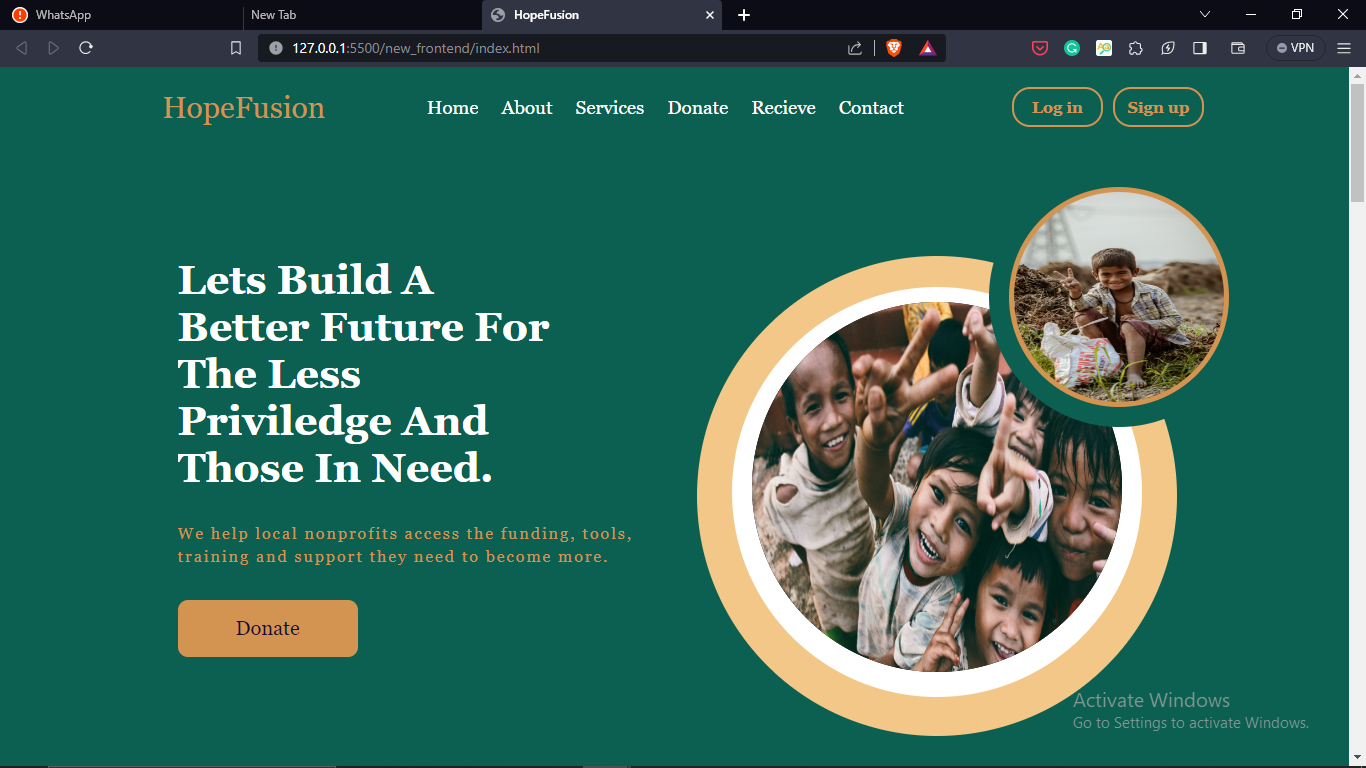 WhatsApp
New Tab
HopeFusion
127.0.0.1:5500/new_frontend/index.html
VPN
HopeFusion
Home About Services Donate Recieve Contact
Log in Sign up
Lets Build A
Better Future For
The Less
Priviledge And
Those In Need.
We help local nonprofits access the funding, tools,
training and support they need to become more.
Donate
Activate Windows
Go to Settings to activate Windows.